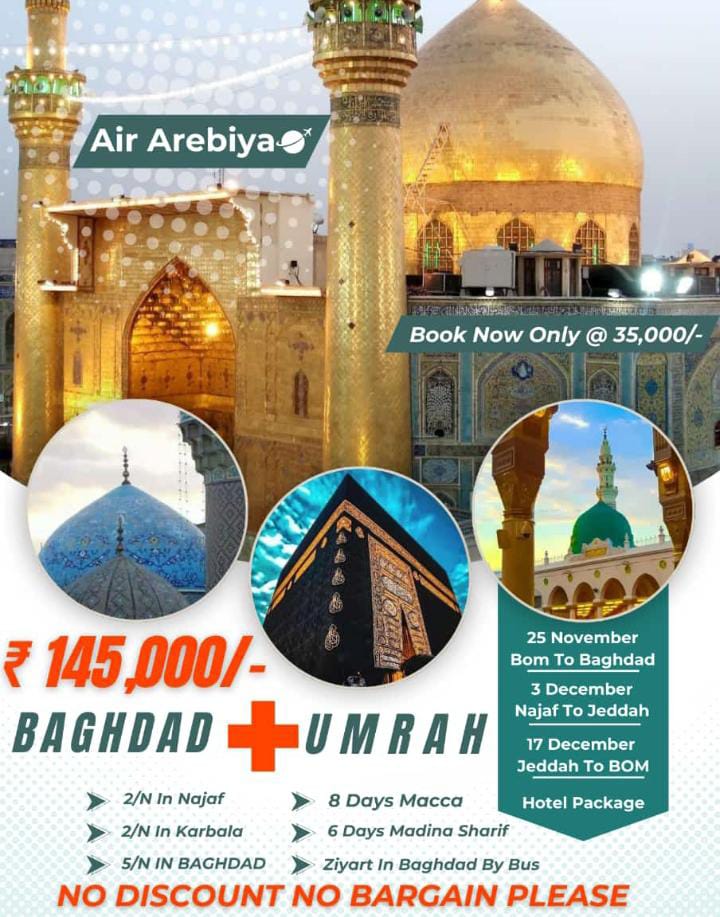 Air Arebiya
Book Now Only @ 35,000/-
₹ 145,000/-
BAGHDAD + UMRAH
25 November
Bom To Baghdad
3 December
Najaf To Jeddah
17 December
Jeddah To BOM
Hotel Package
2/N In Najaf
2/N In Karbala
5/N IN BAGHDAD
8 Days Macca
6 Days Madina Sharif
Ziyart In Baghdad By Bus
NO DISCOUNT NO BARGAIN PLEASE